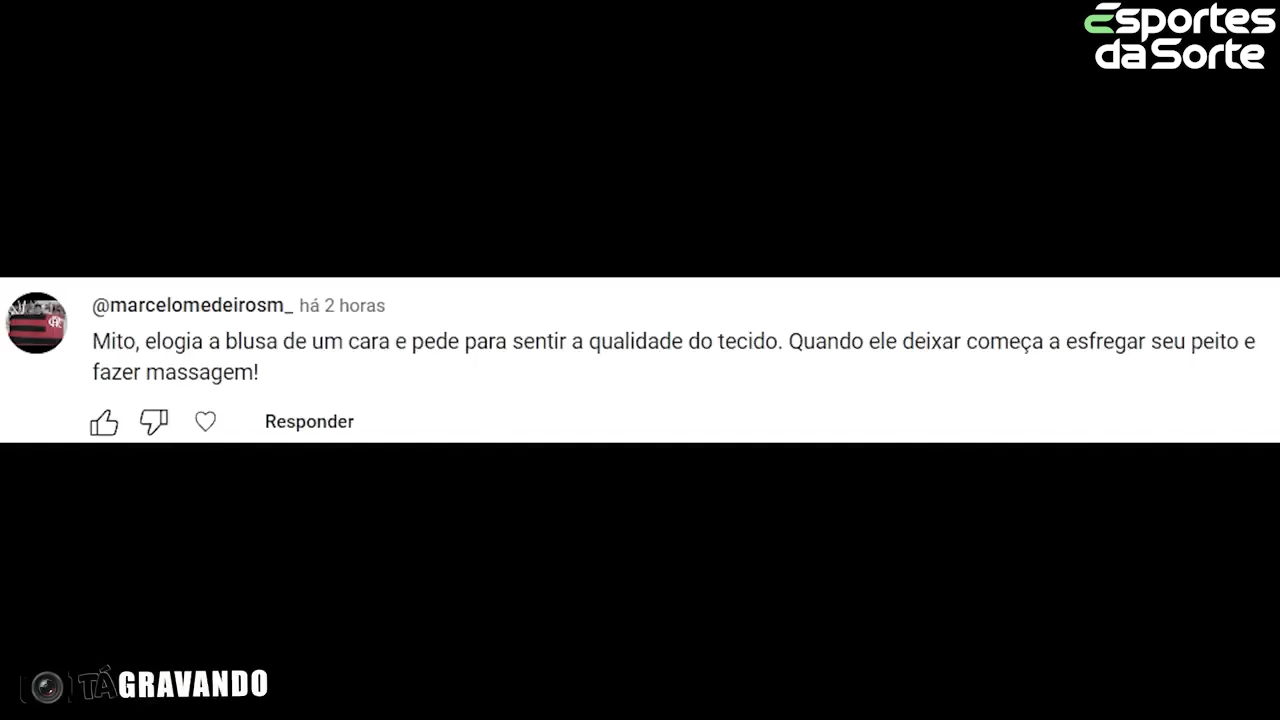 Esportes
da Sorte
@marcelomedeirosm_ há 2 horas
Mito, elogia a blusa de um cara e pede para sentir a qualidade do tecido. Quando ele deixar começa a esfregar seu peito e
fazer massagem!
Responder
TÁ GRAVANDO